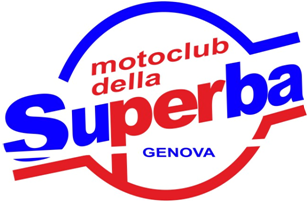 motoclub
della
Superba
GENOVA